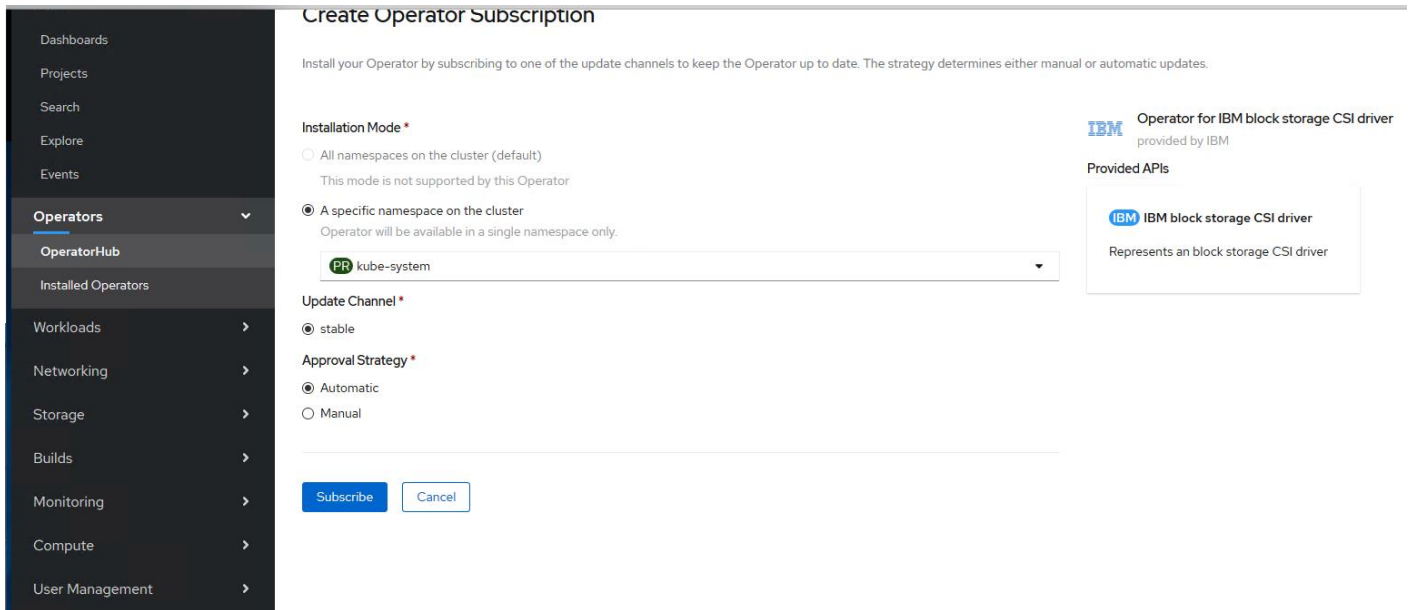 Dashboards
Projects
Search
Explore
Events
Operators
OperatorHub
Installed Operators
Workloads
Networking
Storage
Builds
Monitoring
Compute
User Management
Create Operator Subscription
Install your Operator by subscribing to one of the update channels to keep the Operator up to date. The strategy determines either manual or automatic updates.
Installation Mode *
All namespaces on the cluster (default)
This mode is not supported by this Operator
A specific namespace on the cluster
Operator will be available in a single namespace only.
PR kube-system
Update Channel *
stable
Approval Strategy *
Automatic
Manual
Subscribe
Cancel
IBM
Operator for IBM block storage CSI driver
provided by IBM
Provided APIs
IBM IBM block storage CSI driver
Represents an block storage CSI driver